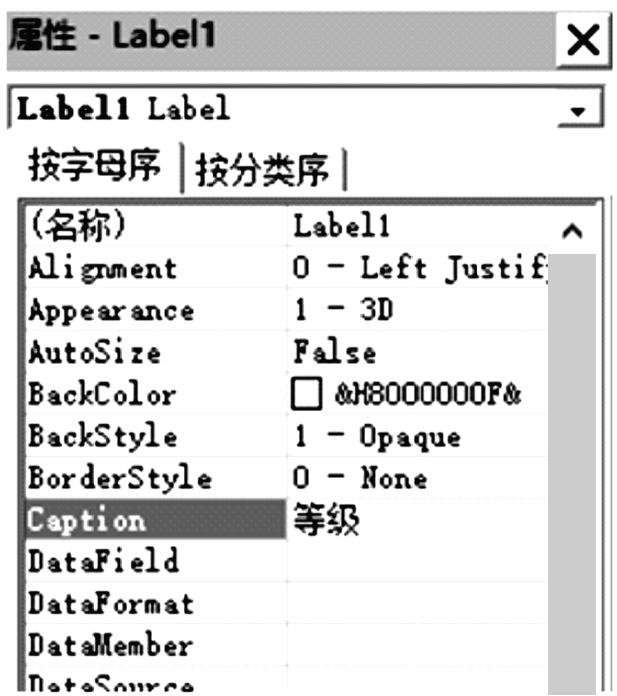 属性 - Label1
Label1 Label
按字母序 按分类序
(名称) Label1
Alignment 0 - Left Justif
Appearance 1 - 3D
AutoSize False
BackColor &H8000000F&
BackStyle 1 - Opaque
BorderStyle 0 - None
Caption 等级
DataField
DataFormat
DataMember
DataSource